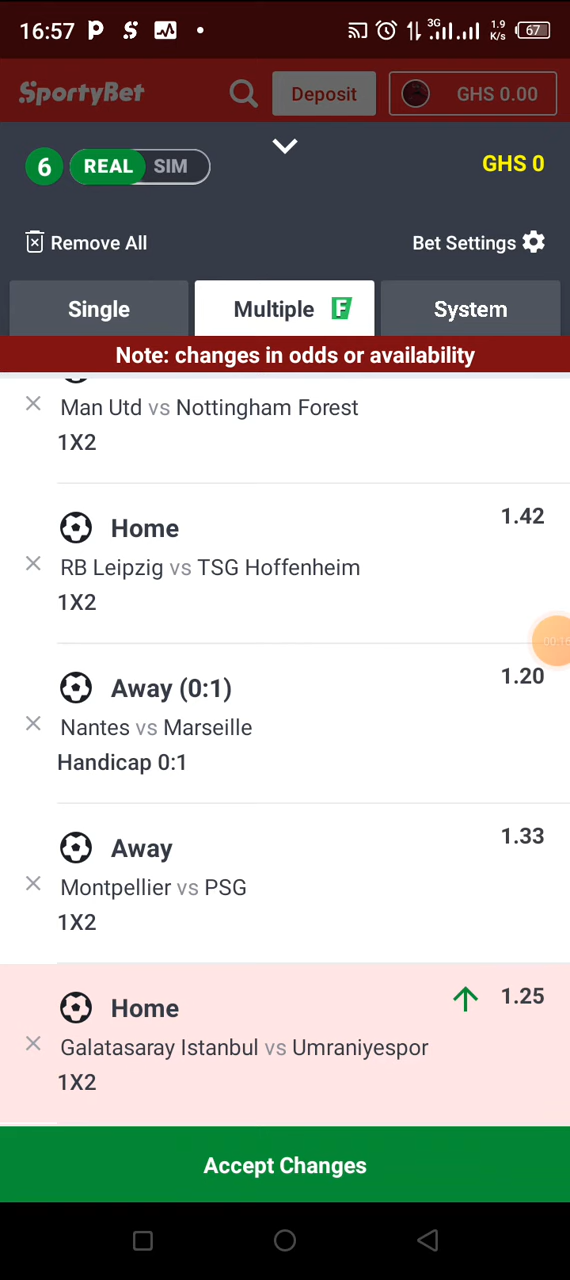 16:57
3G
1.9
K/s
67
SportyBet
Deposit
GHS 0.00
6
REAL
SIM
GHS 0
Remove All
Bet Settings
Single
Multiple F
System
Note: changes in odds or availability
Man Utd vs Nottingham Forest
1X2
Home
1.42
RB Leipzig vs TSG Hoffenheim
1X2
Away (0:1)
1.20
Nantes vs Marseille
Handicap 0:1
Away
1.33
Montpellier vs PSG
1X2
Home
1.25
Galatasaray Istanbul vs Umraniyespor
1X2
Accept Changes